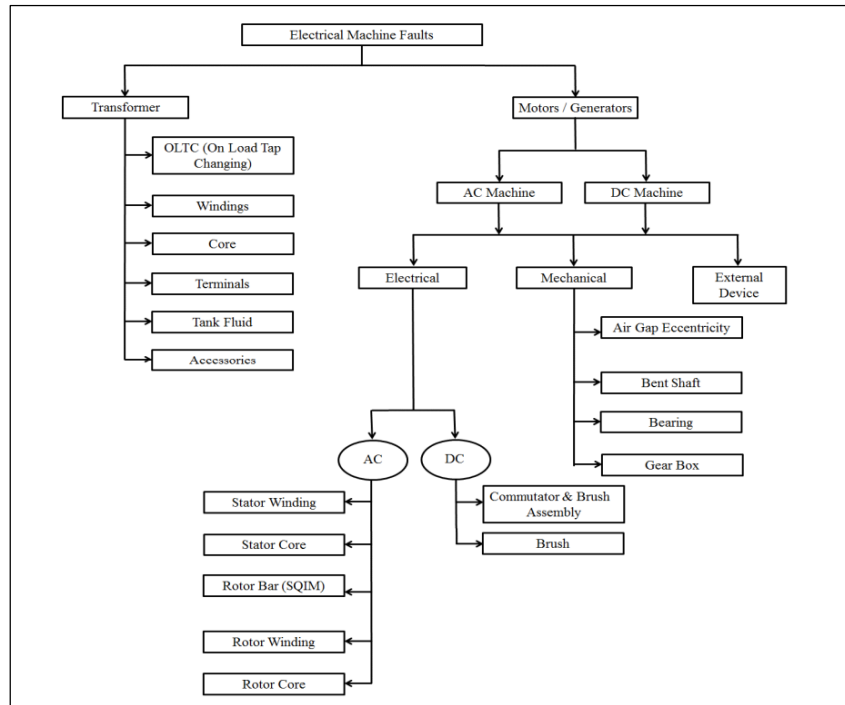 Electrical Machine Faults
Transformer
Motors / Generators
OLTC (On Load Tap
Changing)
Windings
Core
Terminals
Tank Fluid
Accessories
AC Machine
DC Machine
Electrical
Mechanical
External
Device
Air Gap Eccentricity
Bent Shaft
Bearing
Gear Box
AC
DC
Stator Winding
Stator Core
Rotor Bar (SQIM)
Rotor Winding
Rotor Core
Commutator & Brush
Assembly
Brush